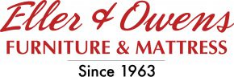 Eller & Owens
FURNITURE & MATTRESS
Since 1963